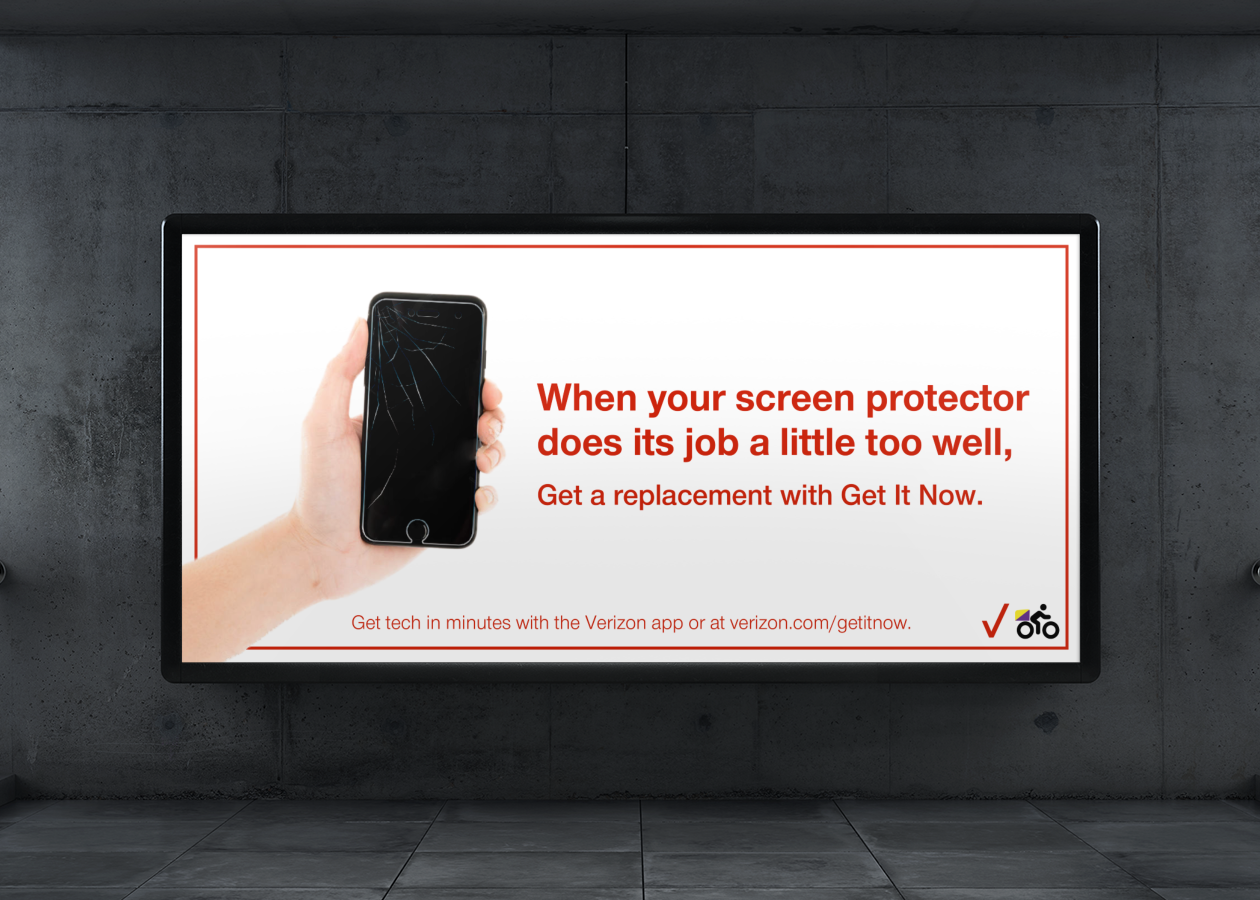 When your screen protector
does its job a little too well,
Get a replacement with Get It Now.
Get tech in minutes with the Verizon app or at verizon.com/getitnow.